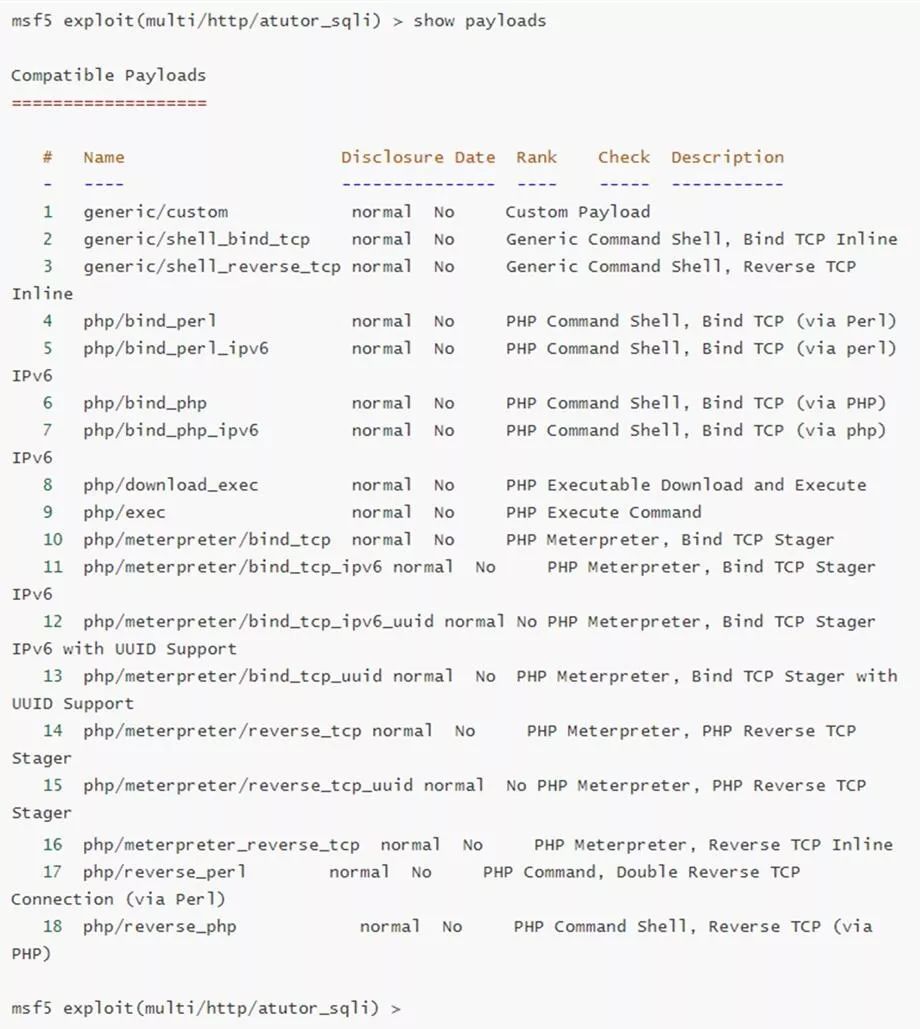 msf5 exploit(multi/http/atutor_sqli) > show payloads
Compatible Payloads
===================
# Name Disclosure Date Rank Check Description
- ---- --------------- ---- ----- -----------
1 generic/custom normal No Custom Payload
2 generic/shell_bind_tcp normal No Generic Command Shell, Bind TCP Inline
3 generic/shell_reverse_tcp normal No Generic Command Shell, Reverse TCP
Inline
4 php/bind_perl normal No PHP Command Shell, Bind TCP (via Perl)
5 php/bind_perl_ipv6 normal No PHP Command Shell, Bind TCP (via perl)
IPv6
6 php/bind_php normal No PHP Command Shell, Bind TCP (via PHP)
7 php/bind_php_ipv6 normal No PHP Command Shell, Bind TCP (via php)
IPv6
8 php/download_exec normal No PHP Executable Download and Execute
9 php/exec normal No PHP Execute Command
10 php/meterpreter/bind_tcp normal No PHP Meterpreter, Bind TCP Stager
11 php/meterpreter/bind_tcp_ipv6 normal No PHP Meterpreter, Bind TCP Stager
IPv6
12 php/meterpreter/bind_tcp_ipv6_uuid normal No PHP Meterpreter, Bind TCP Stager
IPv6 with UUID Support
13 php/meterpreter/bind_tcp_uuid normal No PHP Meterpreter, Bind TCP Stager with
UUID Support
14 php/meterpreter/reverse_tcp normal No PHP Meterpreter, PHP Reverse TCP
Stager
15 php/meterpreter/reverse_tcp_uuid normal No PHP Meterpreter, PHP Reverse TCP
Stager
16 php/meterpreter_reverse_tcp normal No PHP Meterpreter, Reverse TCP Inline
17 php/reverse_perl normal No PHP Command, Double Reverse TCP
Connection (via Perl)
18 php/reverse_php normal No PHP Command Shell, Reverse TCP (via
PHP)
msf5 exploit(multi/http/atutor_sqli) >